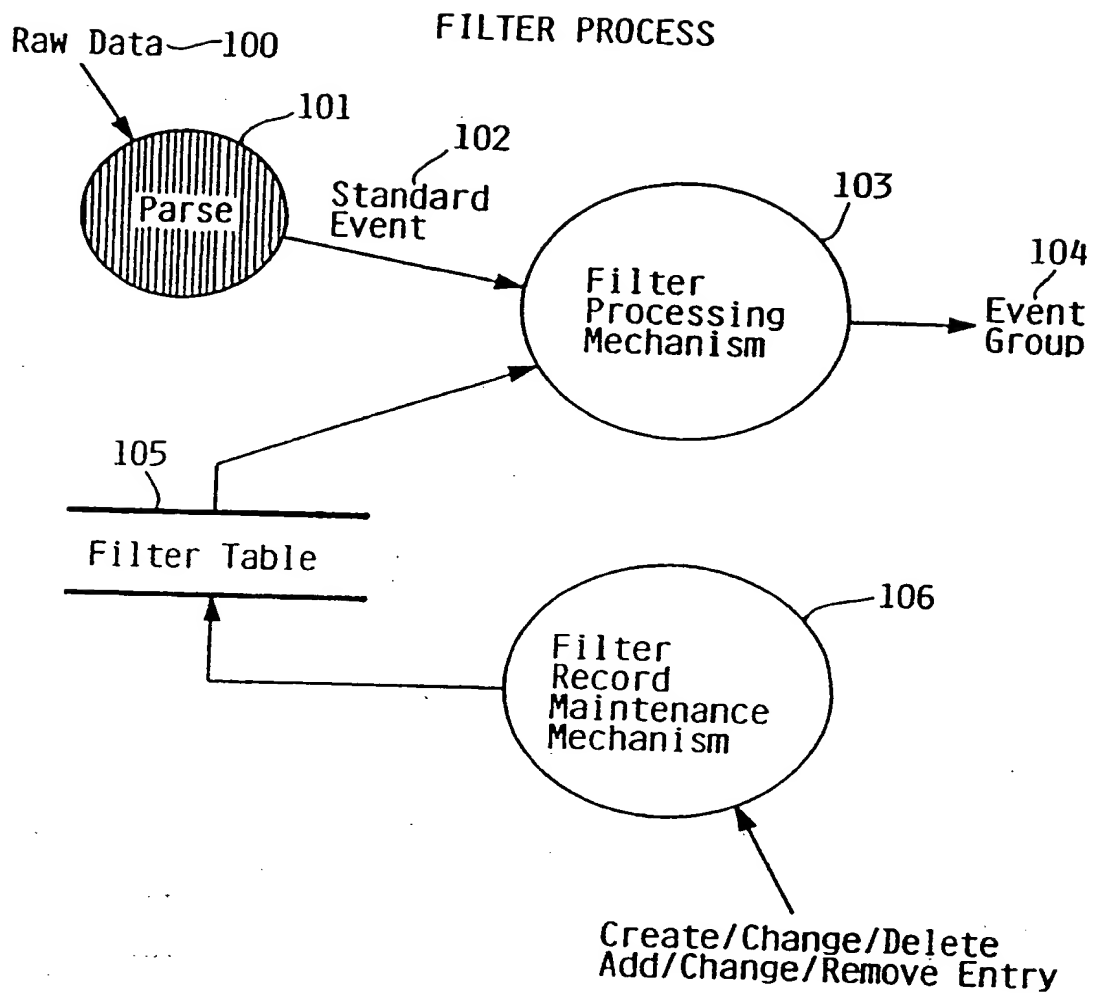 FILTER PROCESS
Raw Data 100
101
102
Parse
Standard
Event
103
Filter
Processing
Mechanism
104
Event
Group
105
Filter Table
106
Filter
Record
Maintenance
Mechanism
Create/Change/Delete
Add/Change/Remove Entry